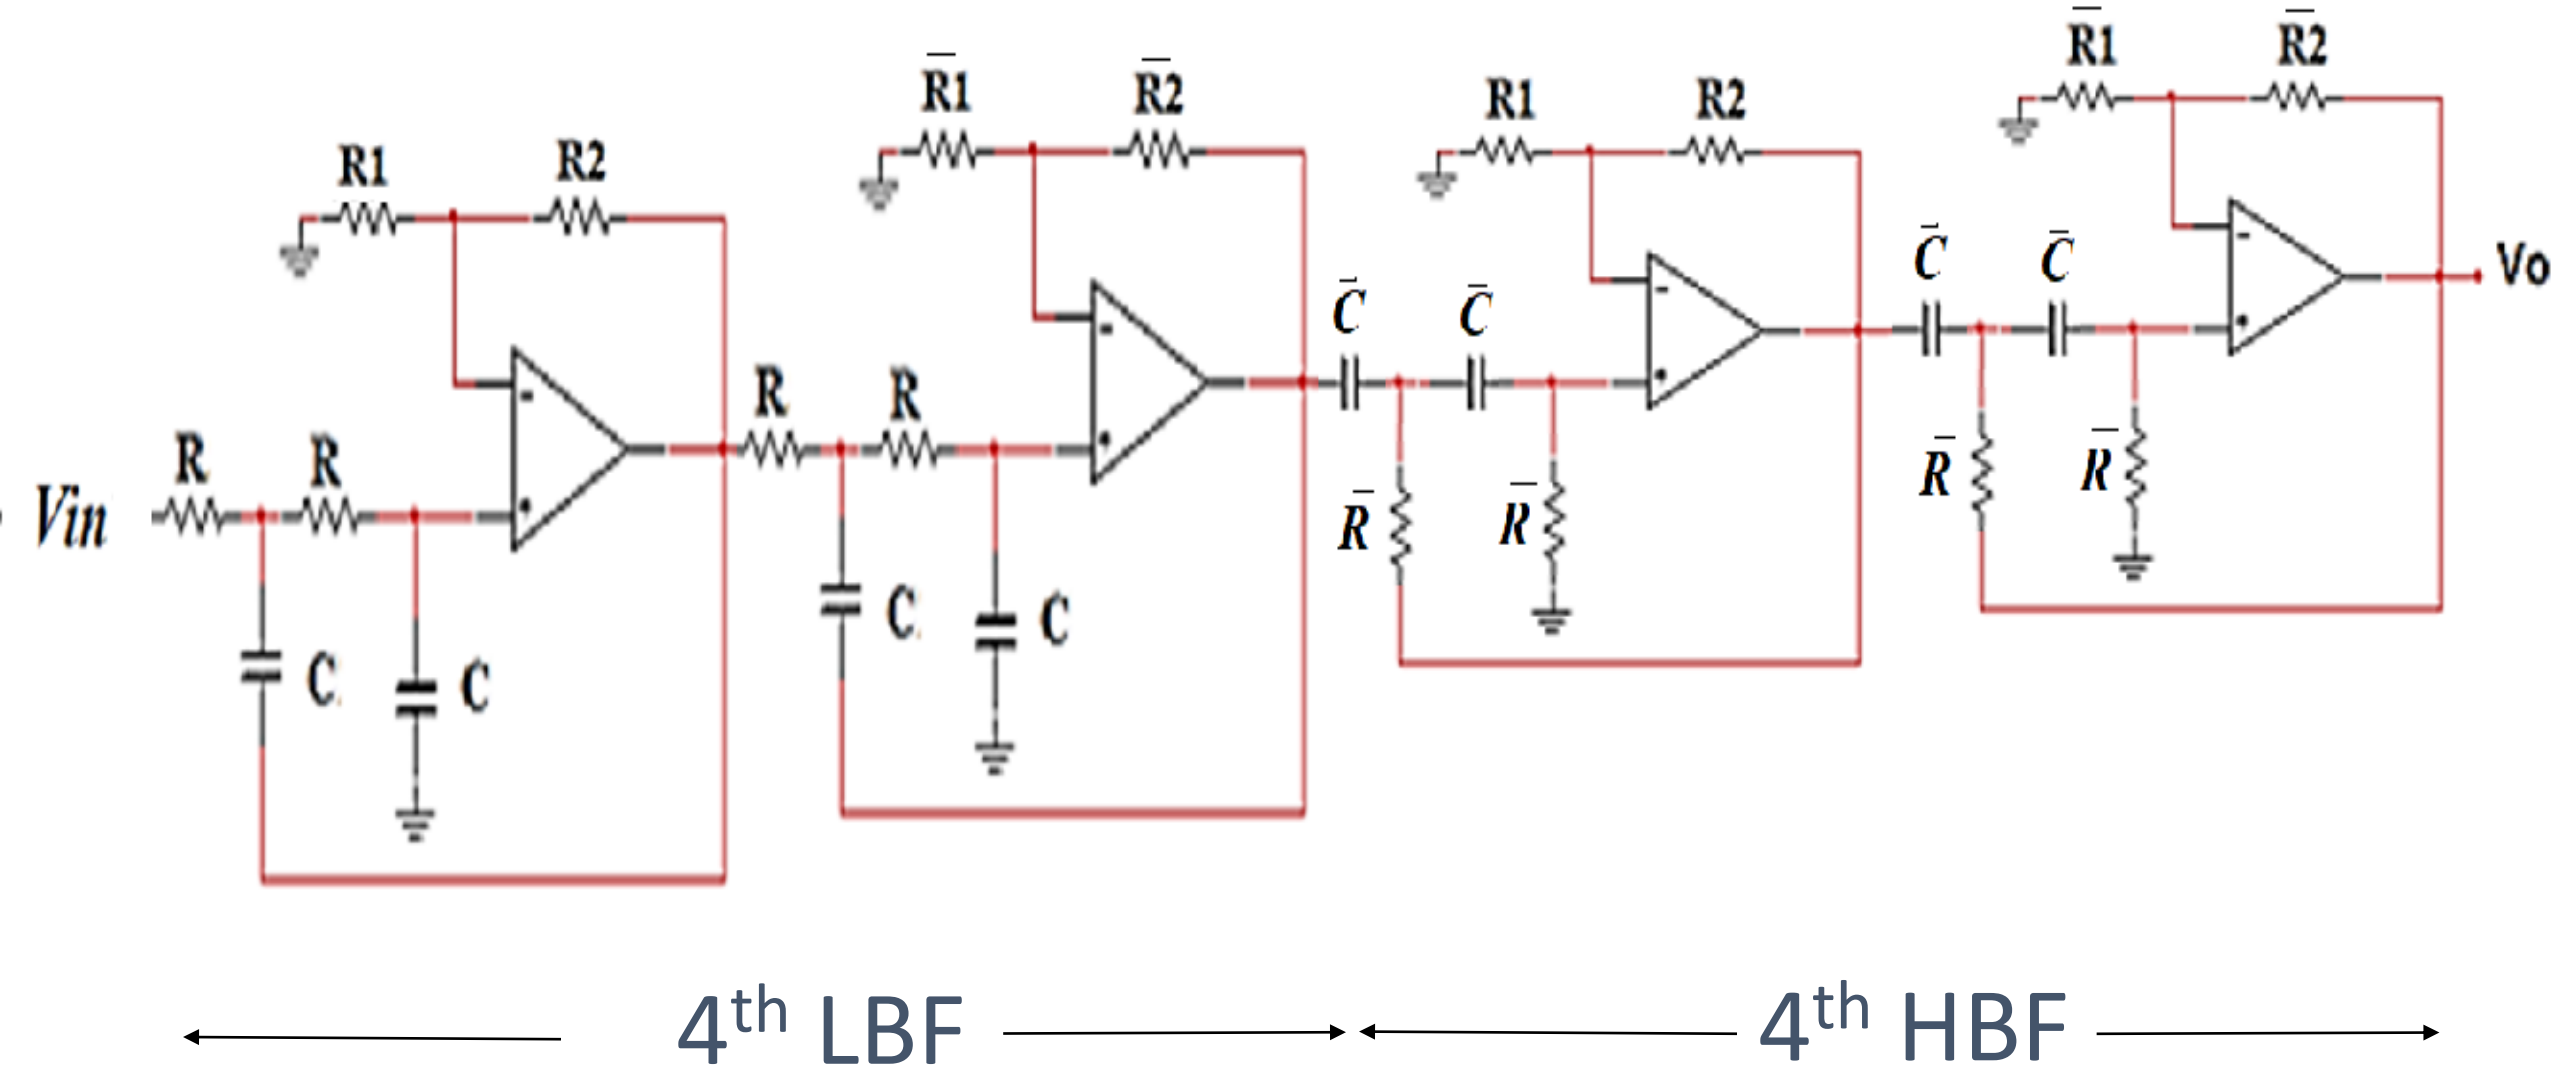 R̄1 R̄2
R̄1 R̄2 R1 R2
R1 R2
C̄ C̄ Vo
C̄ C̄
R R
R R R̄ R̄
Vin R̄ R̄
C C
C C
4th LBF 4th HBF